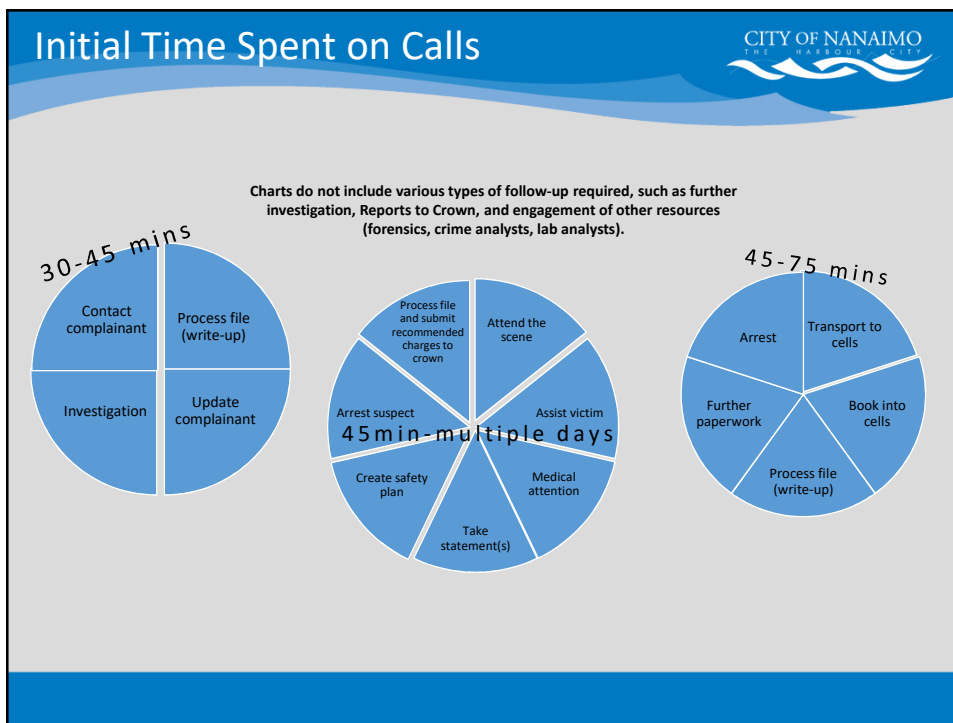 Initial Time Spent on Calls
CITY OF NANAIMO
THE HARBOUR CITY
Charts do not include various types of follow-up required, such as further
investigation, Reports to Crown, and engagement of other resources
(forensics, crime analysts, lab analysts).
30-45 mins
Contact
complainant
Process file
(write-up)
Investigation
Update
complainant
Process file
and submit
recommended
charges to
crown
Attend the
scene
Arrest suspect
Assist victim
45min-multiple days
Create safety
plan
Medical
attention
Take
statement(s)
45-75 mins
Arrest
Transport to
cells
Further
paperwork
Book into
cells
Process file
(write-up)